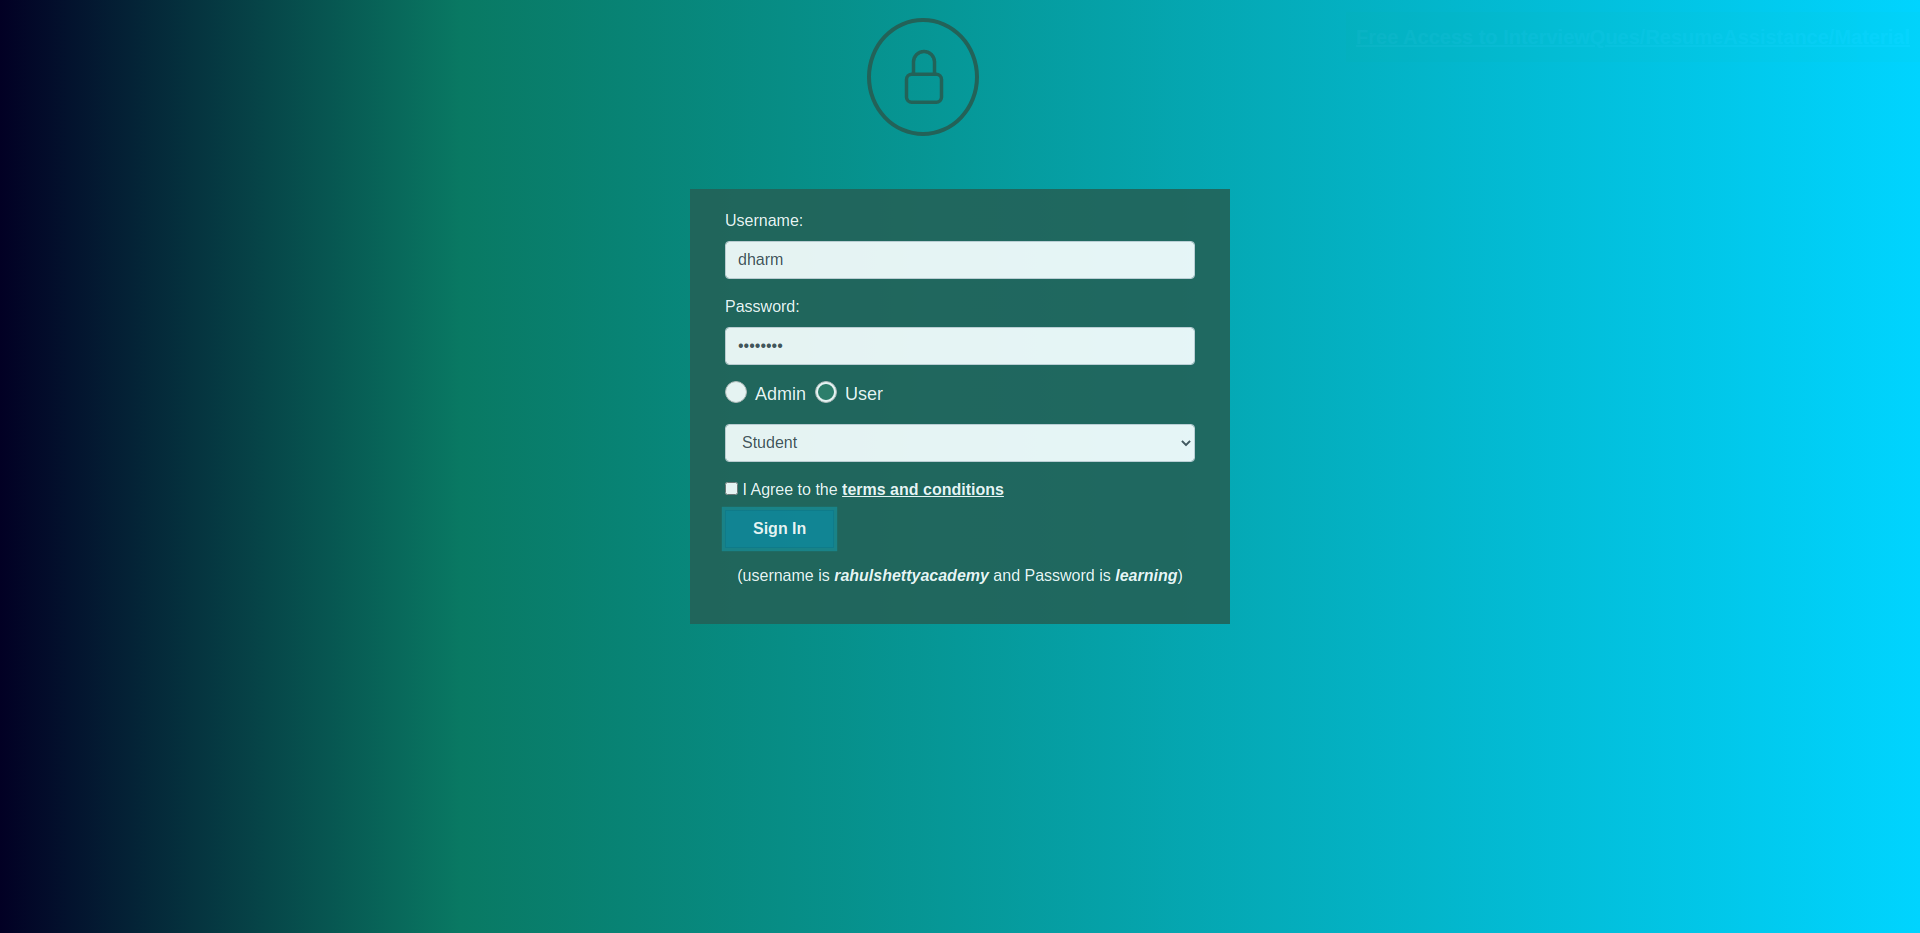 Free Access to InterviewQues/ResumeAssistance/Material
Username:
dharm
Password:
••••••••
Admin User
Student
I Agree to the terms and conditions
Sign In
(username is rahulshettyacademy and Password is learning)